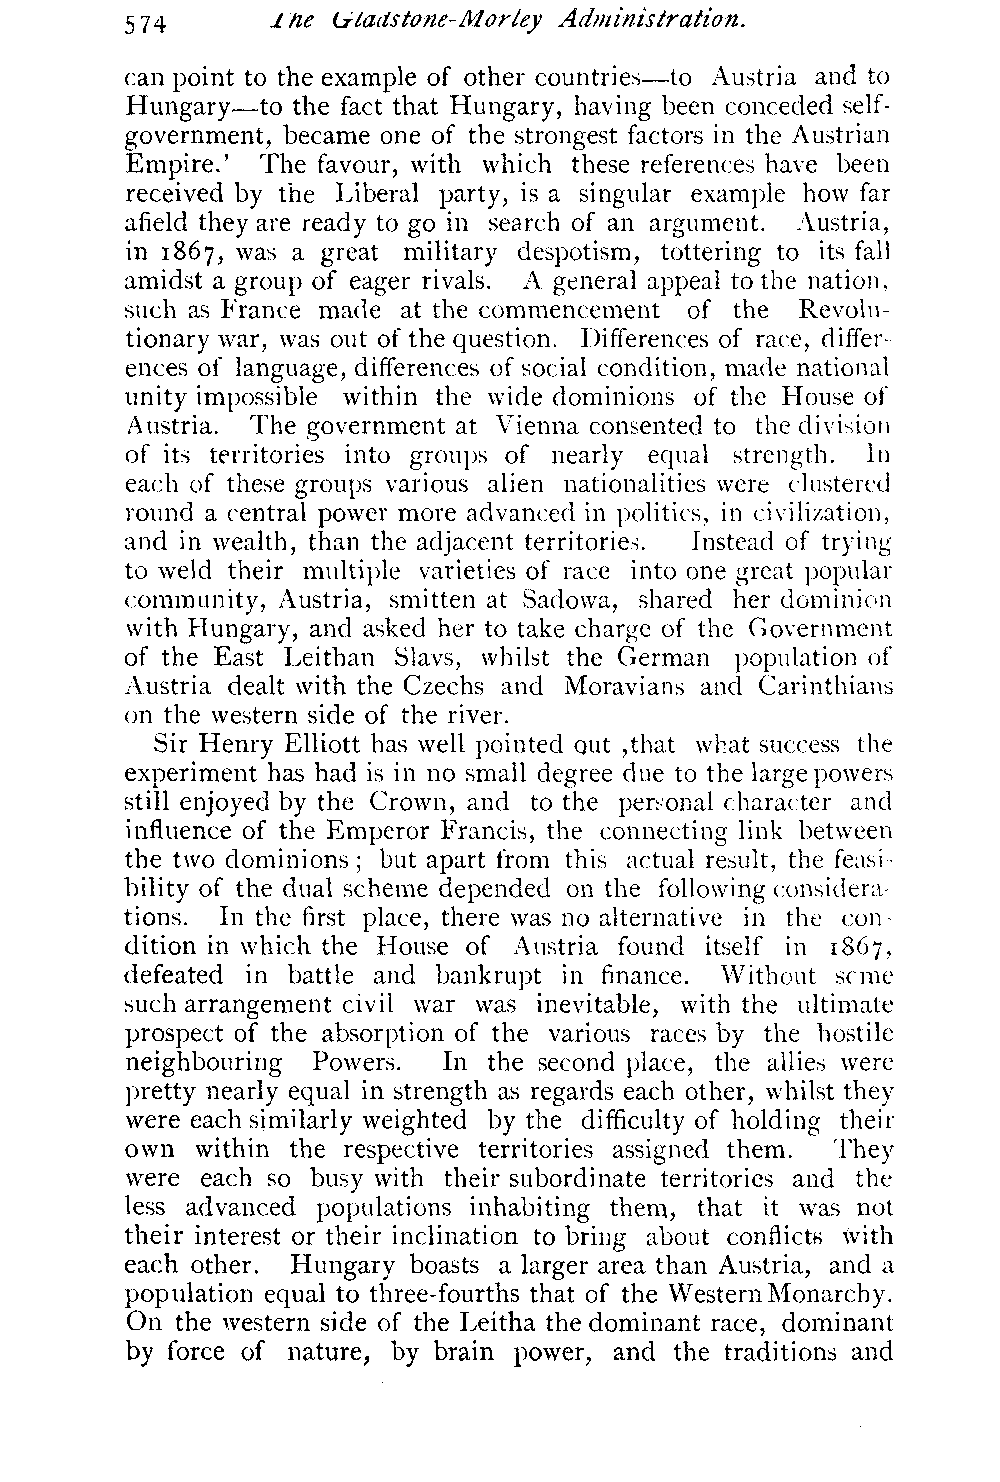 574 The Gladstone-Morley Administration.
can point to the example of other countries—to Austria and to
Hungary—to the fact that Hungary, having been conceded self-
government, became one of the strongest factors in the Austrian
Empire.' The favour, with which these references have been
received by the Liberal party, is a singular example how far
afield they are ready to go in search of an argument. Austria,
in 1867, was a great military despotism, tottering to its fall
amidst a group of eager rivals. A general appeal to the nation,
such as France made at the commencement of the Revolu-
tionary war, was out of the question. Differences of race, differ-
ences of language, differences of social condition, made national
unity impossible within the wide dominions of the House of
Austria. The government at Vienna consented to the division
of its territories into groups of nearly equal strength. In
each of these groups various alien nationalities were clustered
round a central power more advanced in politics, in civilization,
and in wealth, than the adjacent territories. Instead of trying
to weld their multiple varieties of race into one great popular
community, Austria, smitten at Sadowa, shared her dominion
with Hungary, and asked her to take charge of the Government
of the East Leithan Slavs, whilst the German population of
Austria dealt with the Czechs and Moravians and Carinthians
on the western side of the river.
Sir Henry Elliott has well pointed out ,that what success the
experiment has had is in no small degree due to the large powers
still enjoyed by the Crown, and to the personal character and
influence of the Emperor Francis, the connecting link between
the two dominions; but apart from this actual result, the feasi-
bility of the dual scheme depended on the following considera-
tions. In the first place, there was no alternative in the con-
dition in which the House of Austria found itself in 1867,
defeated in battle and bankrupt in finance. Without some
such arrangement civil war was inevitable, with the ultimate
prospect of the absorption of the various races by the hostile
neighbouring Powers. In the second place, the allies were
pretty nearly equal in strength as regards each other, whilst they
were each similarly weighted by the difficulty of holding their
own within the respective territories assigned them. They
were each so busy with their subordinate territories and the
less advanced populations inhabiting them, that it was not
their interest or their inclination to bring about conflicts with
each other. Hungary boasts a larger area than Austria, and a
population equal to three-fourths that of the Western Monarchy.
On the western side of the Leitha the dominant race, dominant
by force of nature, by brain power, and the traditions and